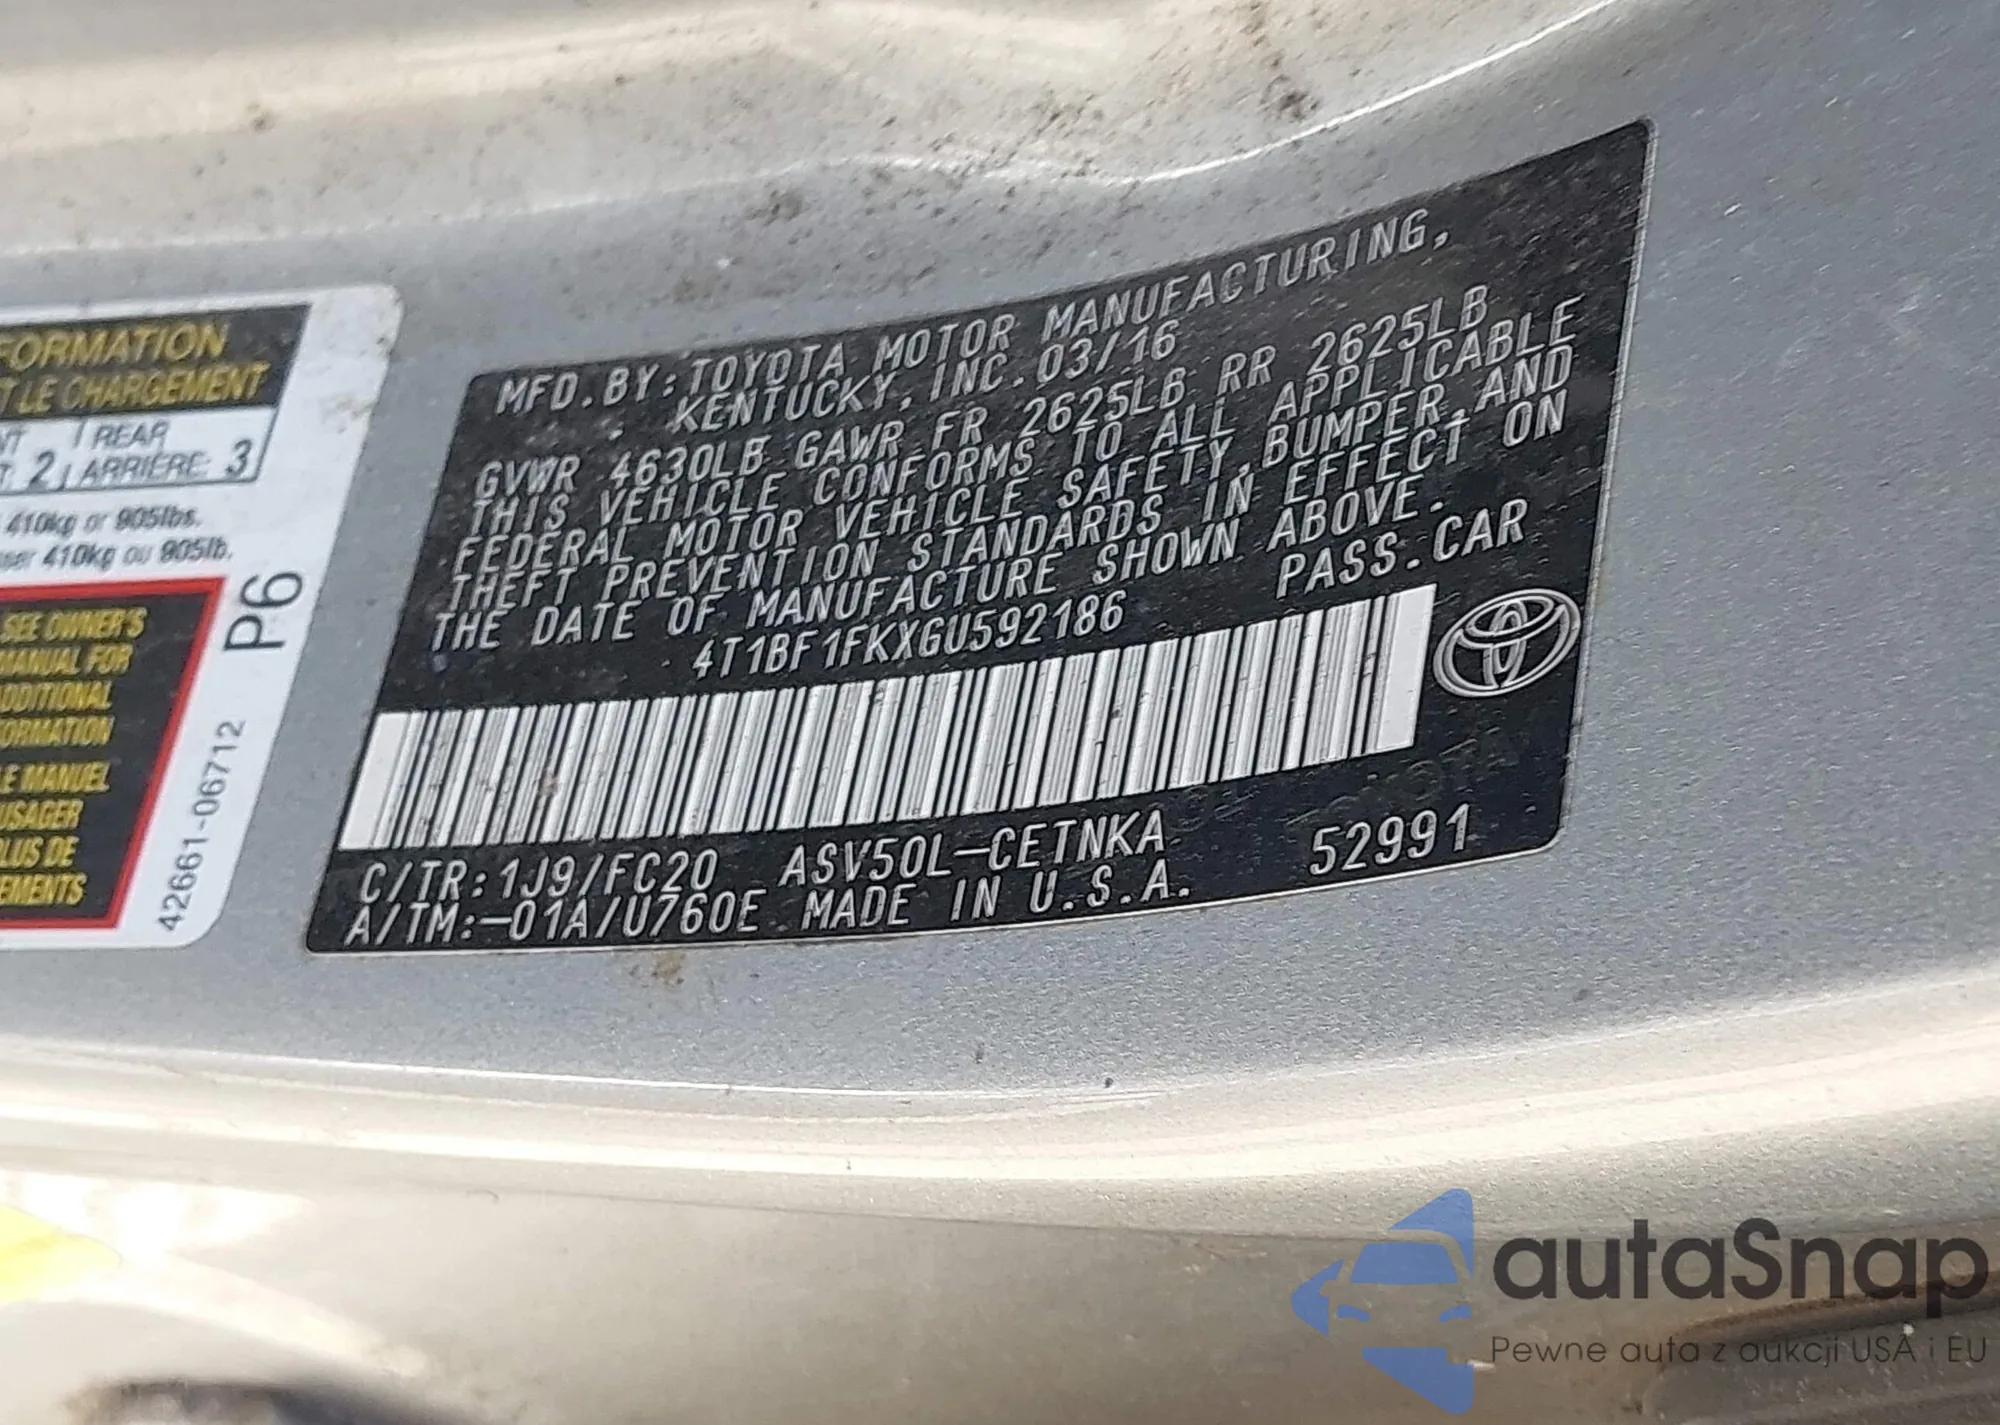 FORMATION
T LE CHARGEMENT
NT | REAR
T. 2 | ARRIÈRE 3
410kg or 905lbs.
ser 410kg ou 905lb.
SEE OWNER'S
MANUAL FOR
ADDITIONAL
ORMATION
LE MANUEL
USAGER
LUS DE
EMENTS
42661-06712 P6
MFD. BY: TOYOTA MOTOR MANUFACTURING,
KENTUCKY, INC. 03/16
GVWR 4630LB GAWR FR 2625LB RR 2625LB
THIS VEHICLE CONFORMS TO ALL APPLICABLE
FEDERAL MOTOR VEHICLE SAFETY, BUMPER, AND
THEFT PREVENTION STANDARDS IN EFFECT ON
THE DATE OF MANUFACTURE SHOWN ABOVE.
4T1BF1FKXGU592186 PASS. CAR
C/TR: 1J9/FC20 ASV50L-CETNKA 52991
A/TM:-01A/U760E MADE IN U.S.A.
autaSnap
Pewne auta z aukcji USA i EU